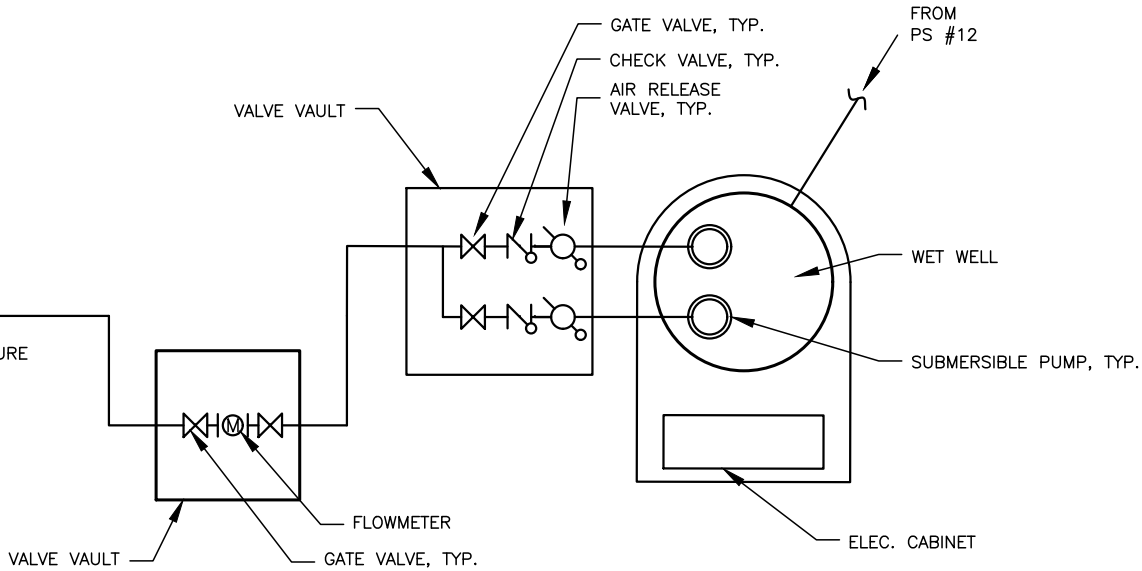 FROM
PS #12
GATE VALVE, TYP.
CHECK VALVE, TYP.
AIR RELEASE
VALVE, TYP.
VALVE VAULT
WET WELL
URE
SUBMERSIBLE PUMP, TYP.
M
FLOWMETER
ELEC. CABINET
VALVE VAULT
GATE VALVE, TYP.